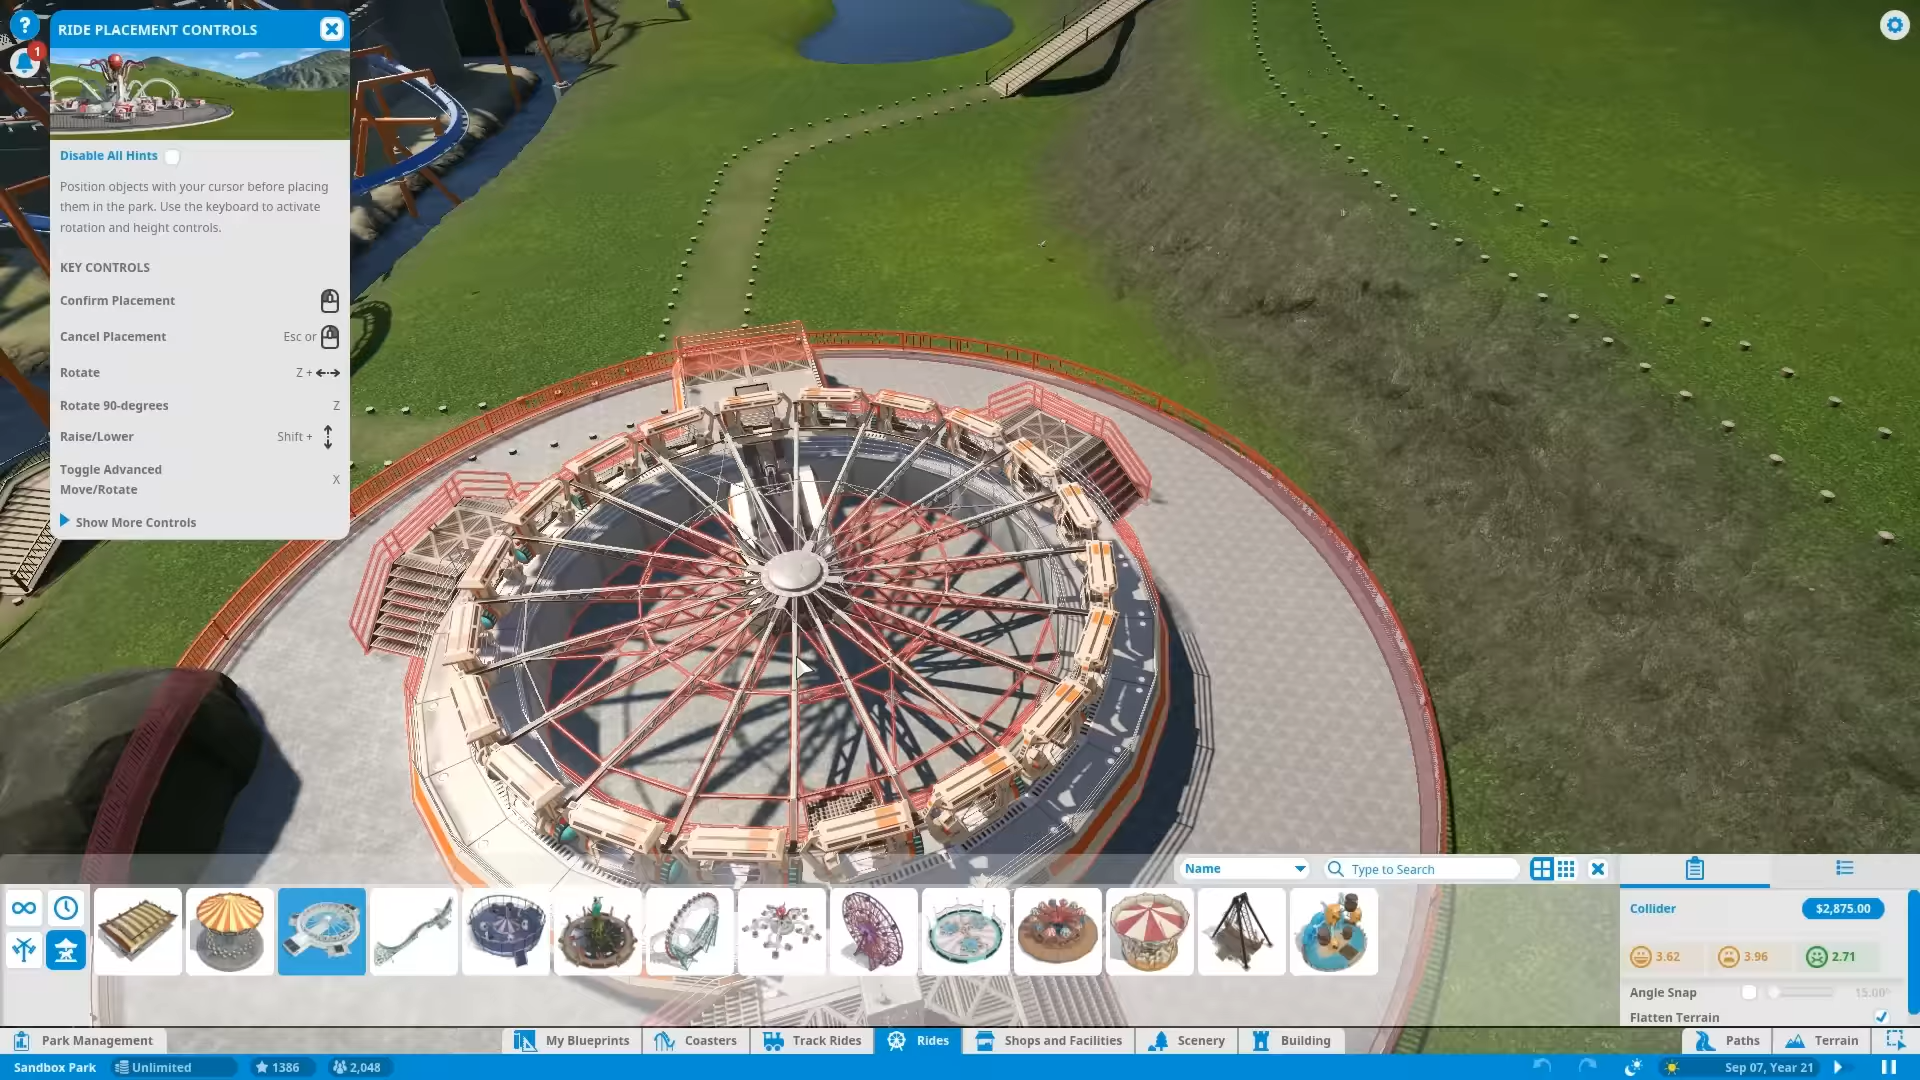 ?
1
RIDE PLACEMENT CONTROLS
Disable All Hints
Position objects with your cursor before placing
them in the park. Use the keyboard to activate
rotation and height controls.
KEY CONTROLS
Confirm Placement
Cancel Placement Esc or
Rotate Z +
Rotate 90-degrees Z
Raise/Lower Shift +
Toggle Advanced
Move/Rotate X
Show More Controls
Name
Type to Search
Collider $2,875.00
3.62 3.96 2.71
Angle Snap 15.00°
Flatten Terrain
Park Management My Blueprints Coasters Track Rides Rides Shops and Facilities Scenery Building Paths Terrain
Sandbox Park Unlimited 1386 2,048 Sep 07, Year 21